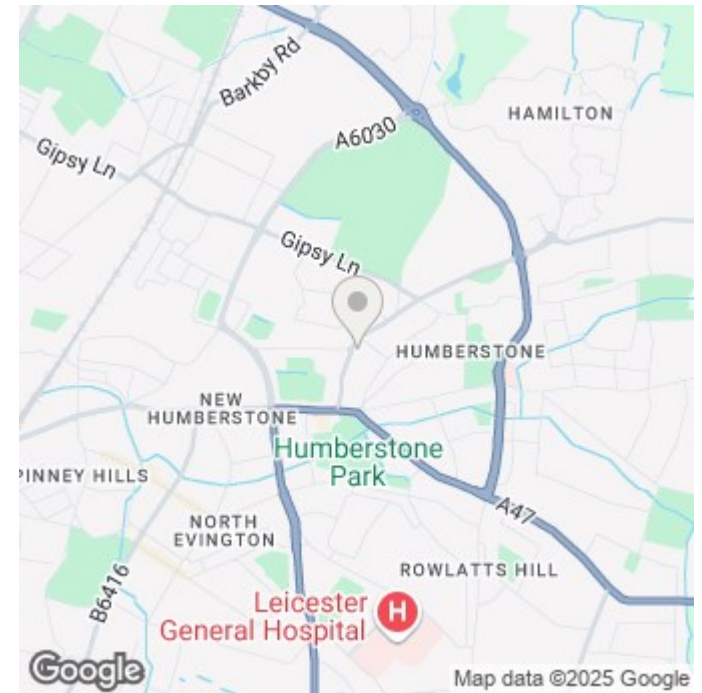 Barkby Rd
HAMILTON
A6030
Gipsy Ln
Gipsy Ln
HUMBERSTONE
NEW
HUMBERSTONE
Humberstone
Park
PINNEY HILLS
A47
NORTH
EVINGTON
ROWLATTS HILL
B6416
Leicester
General Hospital
H
Google
Map data ©2025 Google